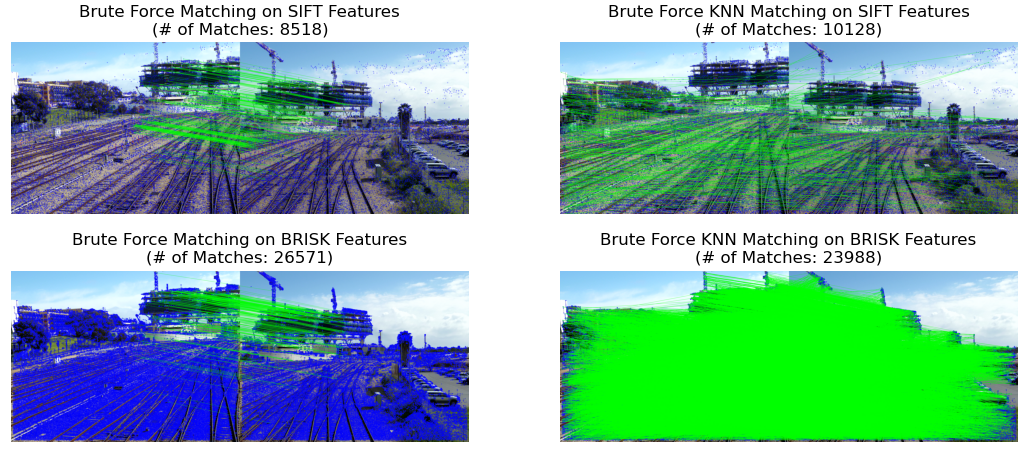 Brute Force Matching on SIFT Features
(# of Matches: 8518)
Brute Force KNN Matching on SIFT Features
(# of Matches: 10128)
Brute Force Matching on BRISK Features
(# of Matches: 26571)
Brute Force KNN Matching on BRISK Features
(# of Matches: 23988)